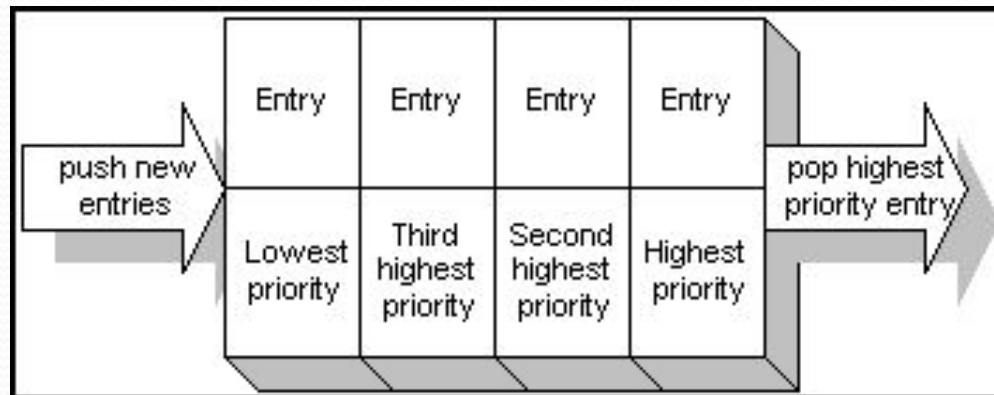 push new
entries
Entry
Entry
Entry
Entry
Lowest
priority
Third
highest
priority
Second
highest
priority
Highest
priority
pop highest
priority entry